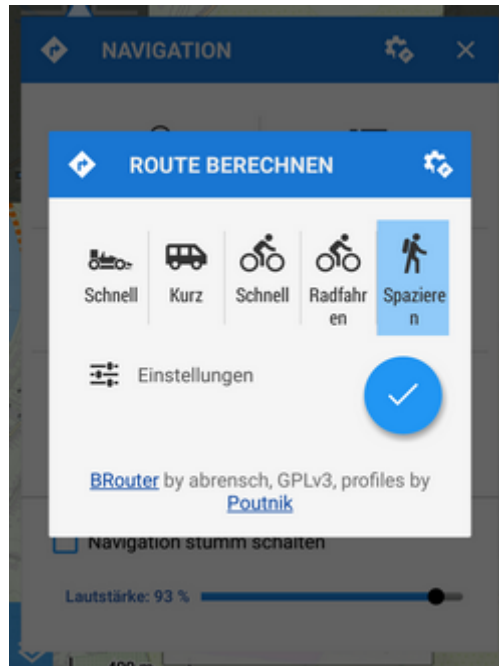 NAVIGATION
ROUTE BERECHNEN
Schnell
Kurz
Schnell
Radfahr
en
Spaziere
n
Einstellungen
BRouter by abrensch, GPLv3, profiles by
Poutnik
Navigation stumm schalten
Lautstärke: 93 %
400 m